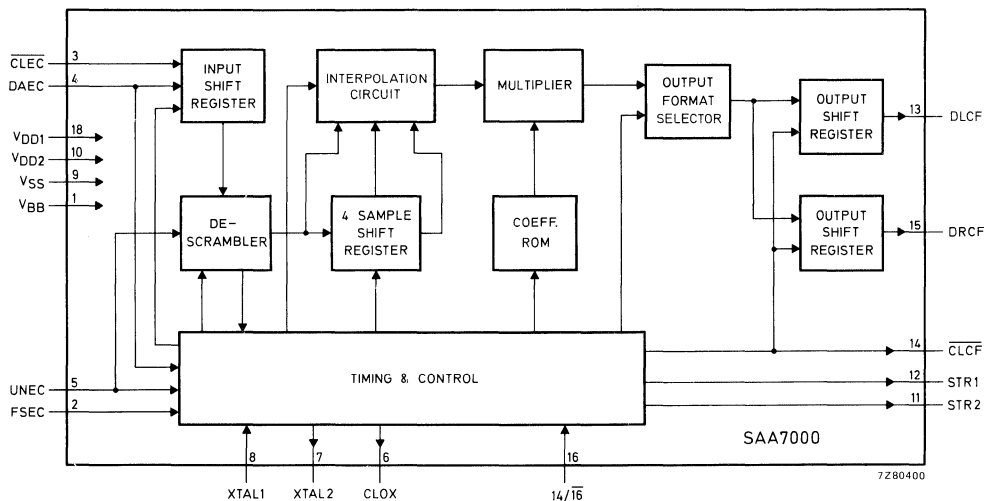 CLEC 3
DAEC 4
INPUT
SHIFT
REGISTER
INTERPOLATION
CIRCUIT
MULTIPLIER
OUTPUT
FORMAT
SELECTOR
OUTPUT
SHIFT
REGISTER
13 DLCF
VDD1 18
VDD2 10
VSS 9
VBB 1
DE-
SCRAMBLER
4 SAMPLE
SHIFT
REGISTER
COEFF.
ROM
OUTPUT
SHIFT
REGISTER
15 DRCF
TIMING & CONTROL
14 CLCF
12 STR1
11 STR2
UNEC 5
FSEC 2
SAA7000
8 7 6 16
7Z80400
XTAL1 XTAL2 CLOX 14/16